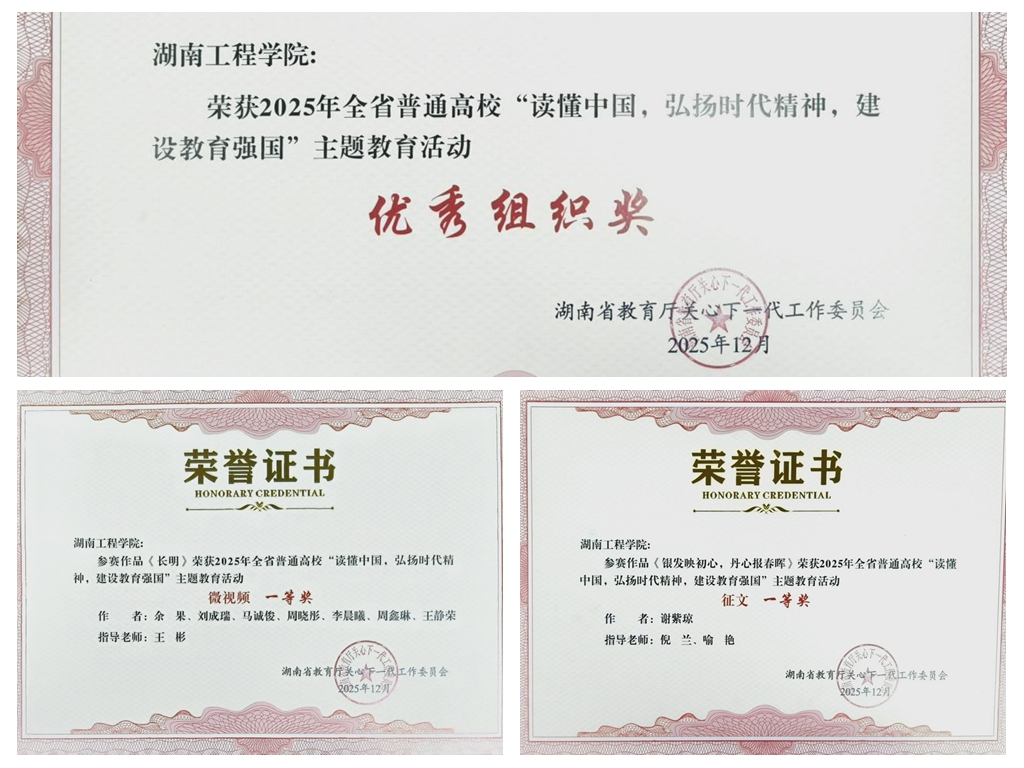 湖南工程学院:
荣获2025年全省普通高校“读懂中国，弘扬时代精神，建
设教育强国”主题教育活动
优秀组织奖
湖南省教育厅关心下一代工作委员会
2025年12月
荣誉证书
HONORARY CREDENTIAL
湖南工程学院:
参赛作品《长明》荣获2025年全省普通高校“读懂中国，弘扬时代精
神，建设教育强国”主题教育活动
微视频 一等奖
作 者：余 果、刘成瑞、马诚俊、周晓彤、李晨曦、周鑫琳、王静荣
指导老师：王 彬
湖南省教育厅关心下一代工作委员会
2025年12月
荣誉证书
HONORARY CREDENTIAL
湖南工程学院:
参赛作品《银发映初心，丹心报春晖》荣获2025年全省普通高校“读懂
中国，弘扬时代精神，建设教育强国”主题教育活动
征文 一等奖
作 者：谢紫琼
指导老师：倪 兰、喻 艳
湖南省教育厅关心下一代工作委员会
2025年12月